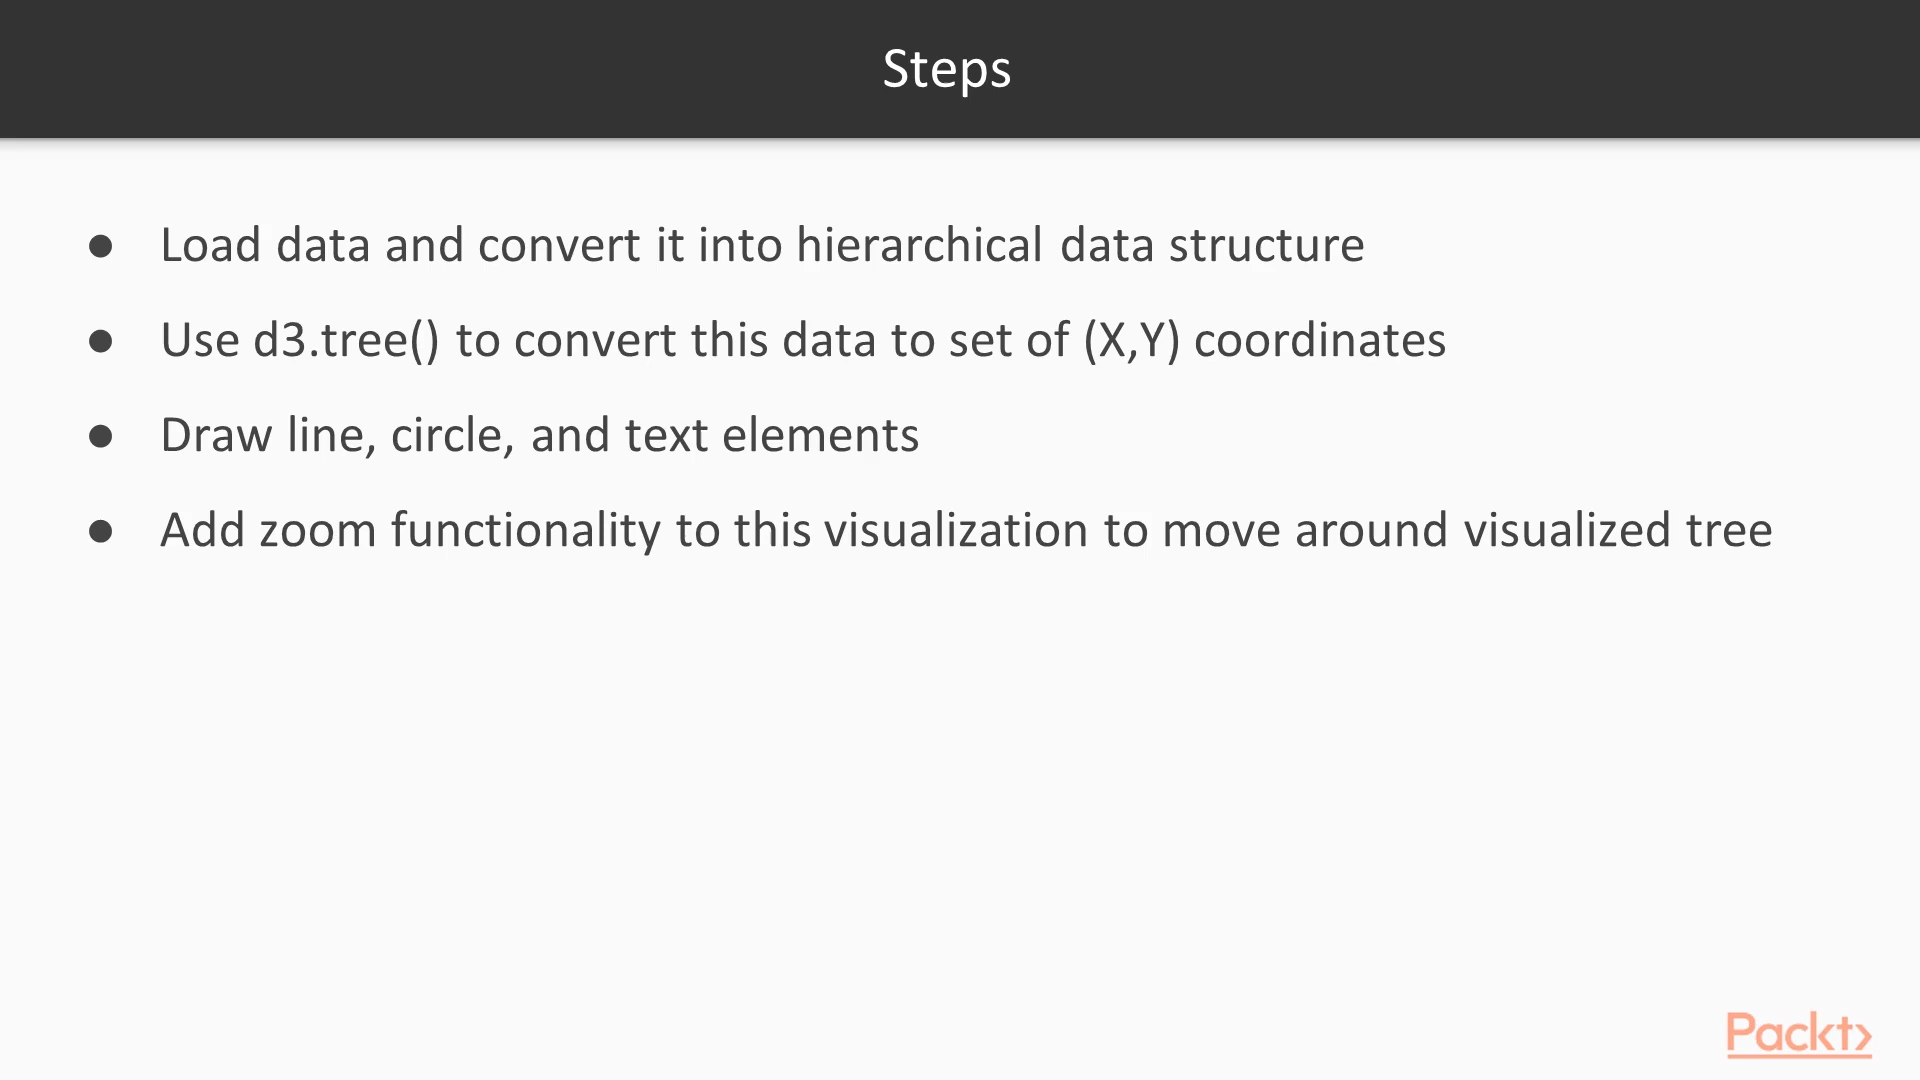 Steps
● Load data and convert it into hierarchical data structure
● Use d3.tree() to convert this data to set of (X,Y) coordinates
● Draw line, circle, and text elements
● Add zoom functionality to this visualization to move around visualized tree
Packt>